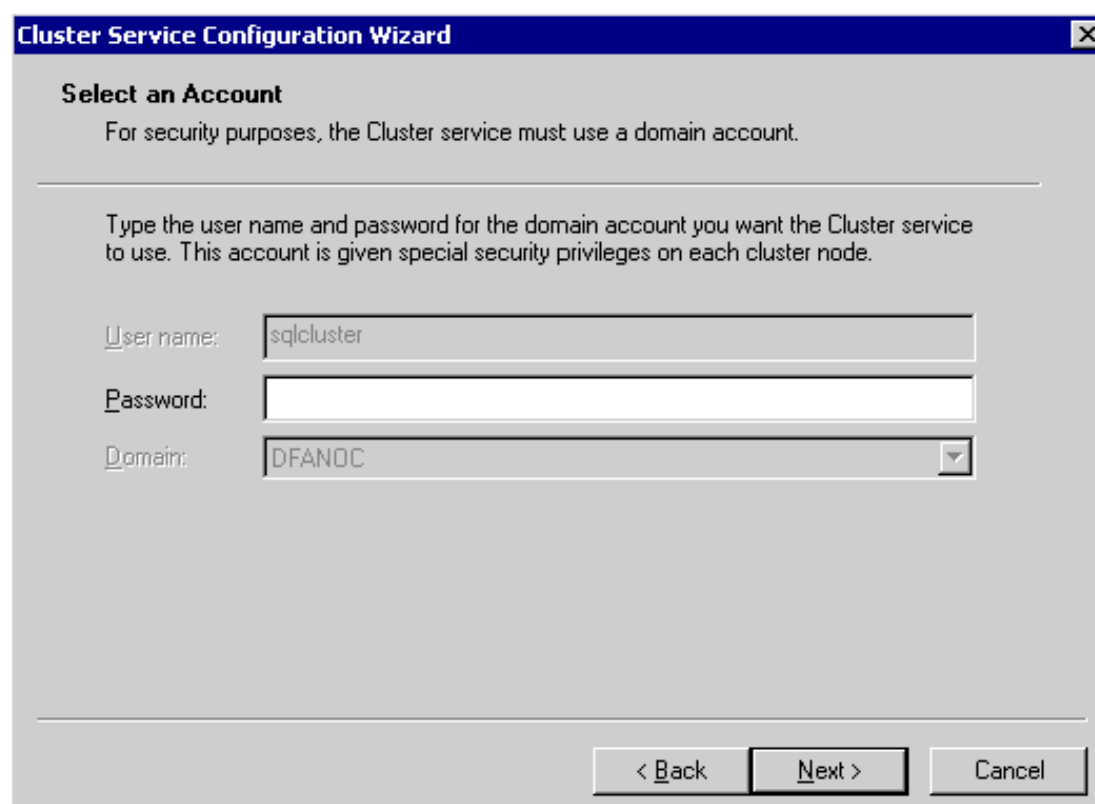 Cluster Service Configuration Wizard
Select an Account
For security purposes, the Cluster service must use a domain account.
Type the user name and password for the domain account you want the Cluster service
to use. This account is given special security privileges on each cluster node.
User name: sqlcluster
Password:
Domain: DFANOC
< Back Next > Cancel